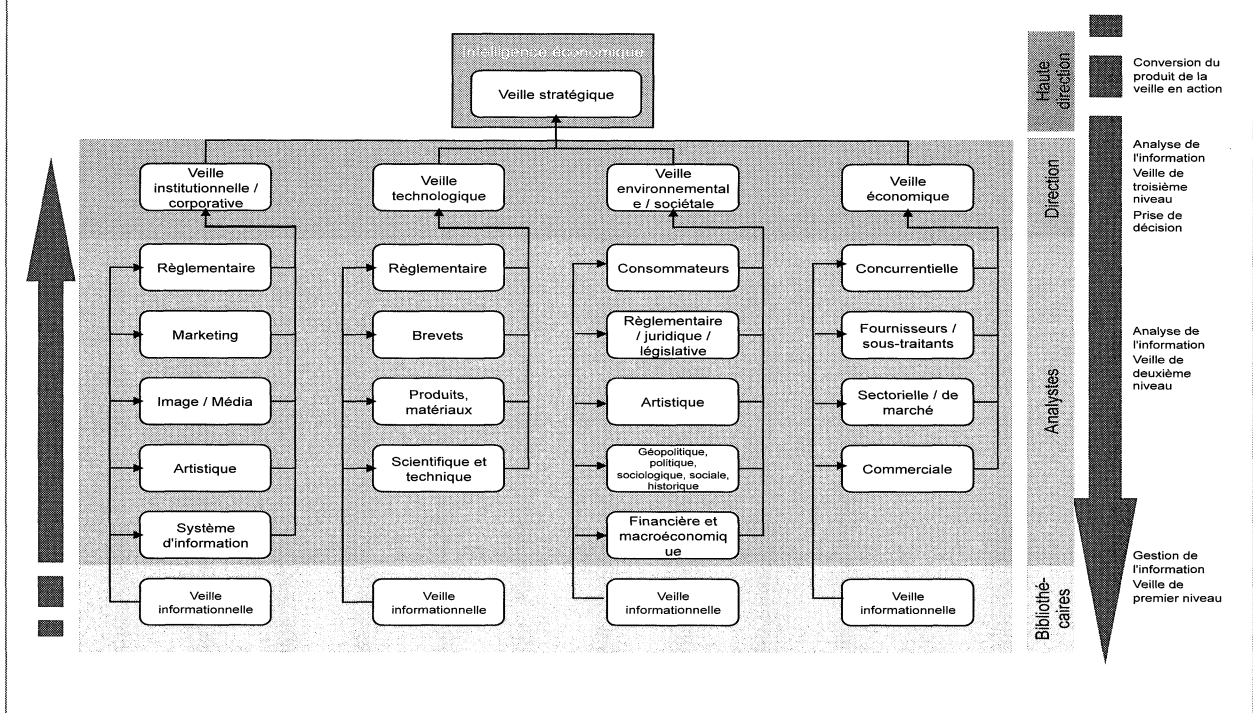 Intelligence économique
Veille stratégique
Haute
direction
Conversion du
produit de la
veille en action
Veille
institutionnelle /
corporative
Veille
technologique
Veille
environnemental
e / sociétale
Veille
économique
Direction
Analyse de
l'information
Veille de
troisième
niveau
Prise de
décision
Règlementaire
Marketing
Image / Média
Artistique
Système
d'information
Règlementaire
Brevets
Produits,
matériaux
Scientifique et
technique
Consommateurs
Règlementaire
/ juridique /
législative
Artistique
Géopolitique,
politique,
sociologique, sociale,
historique
Financière et
macroéconomiq
ue
Concurrentielle
Fournisseurs /
sous-traitants
Sectorielle / de
marché
Commerciale
Analystes
Analyse de
l'information
Veille de
deuxième
niveau
Veille
informationnelle
Veille
informationnelle
Veille
informationnelle
Veille
informationnelle
Bibliothé-
caires
Gestion de
l'information
Veille de
premier niveau